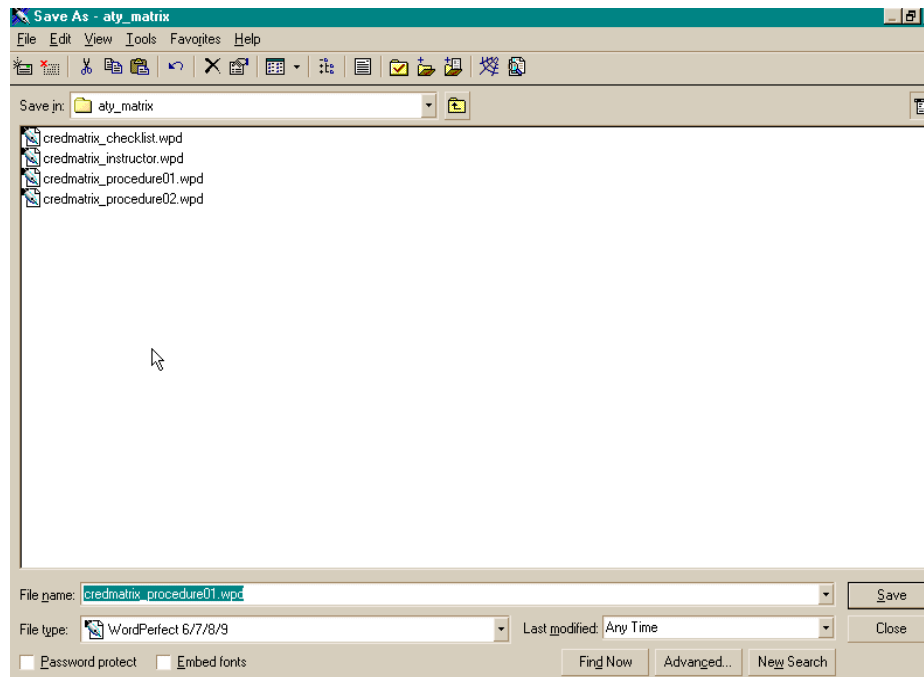 Save As - aty_matrix
File Edit View Tools Favorites Help
Save in: aty_matrix
credmatrix_checklist.wpd
credmatrix_instructor.wpd
credmatrix_procedure01.wpd
credmatrix_procedure02.wpd
File name: credmatrix_procedure01.wpd Save
File type: WordPerfect 6/7/8/9 Last modified: Any Time Close
Password protect Embed fonts Find Now Advanced... New Search